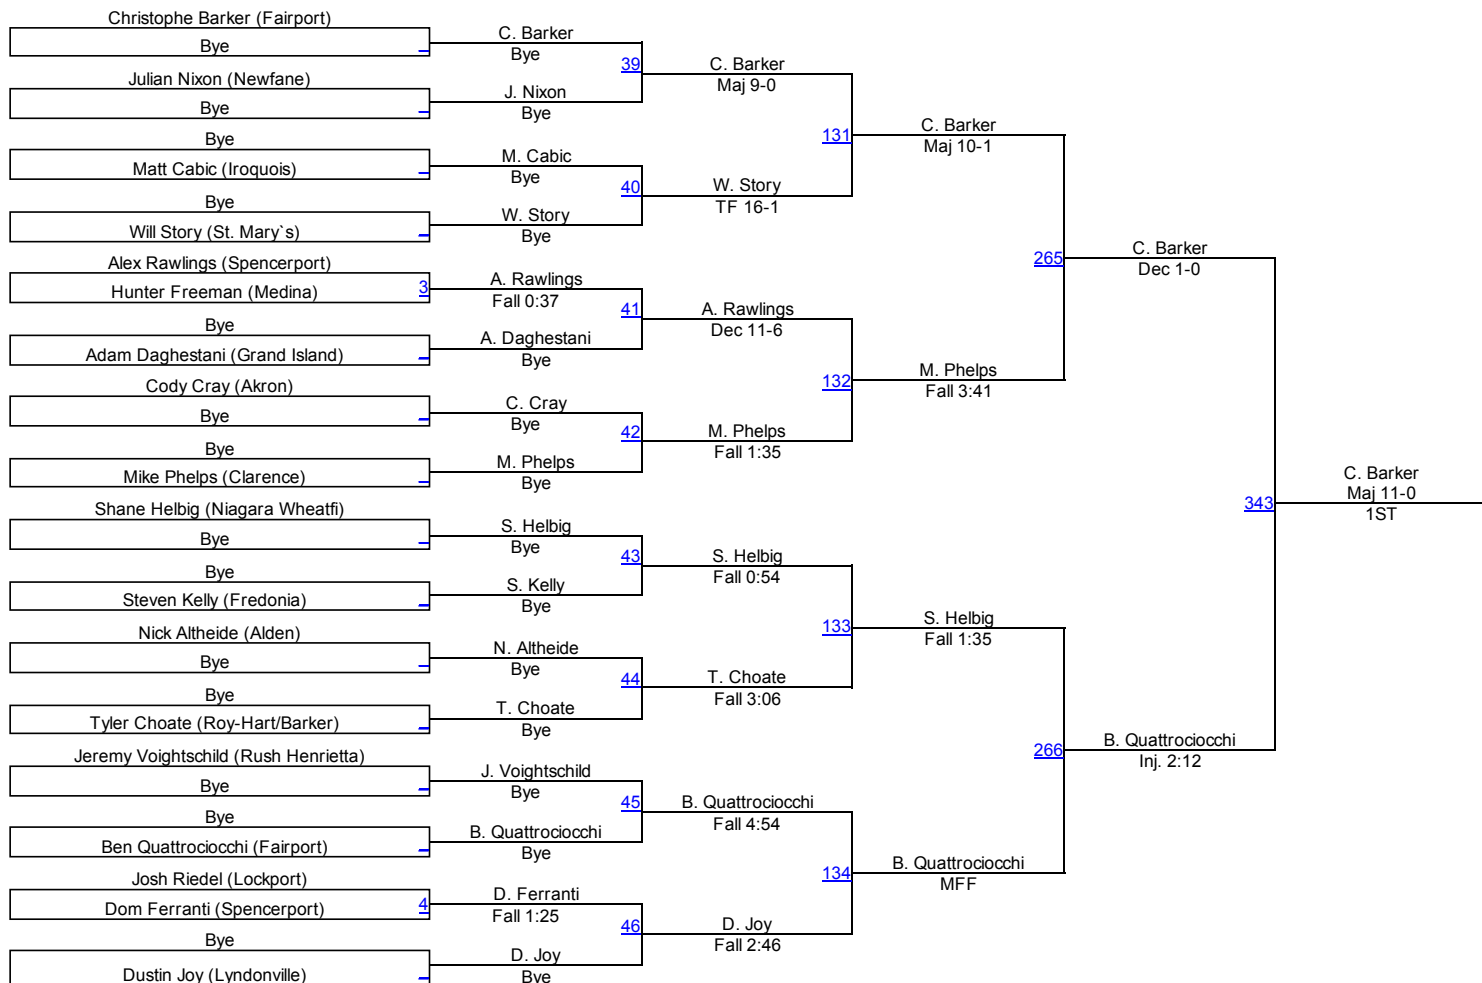 Christophe Barker (Fairport)
Bye
C. Barker
Bye
39
Julian Nixon (Newfane)
Bye
J. Nixon
Bye
C. Barker
Maj 9-0
131
Bye
Matt Cabic (Iroquois)
M. Cabic
Bye
40
Bye
Will Story (St. Mary`s)
W. Story
Bye
W. Story
TF 16-1
C. Barker
Maj 10-1
265
Alex Rawlings (Spencerport)
Hunter Freeman (Medina)
3
A. Rawlings
Fall 0:37
41
Bye
Adam Daghestani (Grand Island)
A. Daghestani
Bye
A. Rawlings
Dec 11-6
132
Cody Cray (Akron)
Bye
C. Cray
Bye
42
Bye
Mike Phelps (Clarence)
M. Phelps
Bye
M. Phelps
Fall 1:35
M. Phelps
Fall 3:41
C. Barker
Dec 1-0
343
C. Barker
Maj 11-0
1ST
Shane Helbig (Niagara Wheatfi)
Bye
S. Helbig
Bye
43
Bye
Steven Kelly (Fredonia)
S. Kelly
Bye
S. Helbig
Fall 0:54
133
Nick Altheide (Alden)
Bye
N. Altheide
Bye
44
Bye
Tyler Choate (Roy-Hart/Barker)
T. Choate
Bye
T. Choate
Fall 3:06
S. Helbig
Fall 1:35
266
B. Quattrociocchi
Inj. 2:12
Jeremy Voightschild (Rush Henrietta)
Bye
J. Voightschild
Bye
45
Bye
Ben Quattrociocchi (Fairport)
B. Quattrociocchi
Bye
B. Quattrociocchi
Fall 4:54
134
B. Quattrociocchi
MFF
Josh Riedel (Lockport)
Dom Ferranti (Spencerport)
4
D. Ferranti
Fall 1:25
46
Bye
Dustin Joy (Lyndonville)
D. Joy
Bye
D. Joy
Fall 2:46